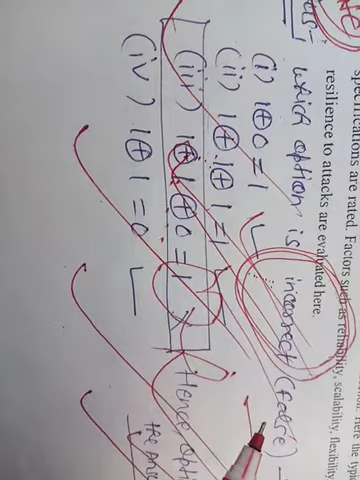 specifications are rated. Factors such as reliability, scalability, flexibility
resilience to attacks are evaluated here.
which option is incorrect (false)
(i) 1⊕0 = 1 ✓
(ii) 1⊕1⊕1 = 1 ✓
(iii) 1⊕1⊕0 = 1 ✗ Hence opti
(iv) 1⊕1 = 0 ✓
the